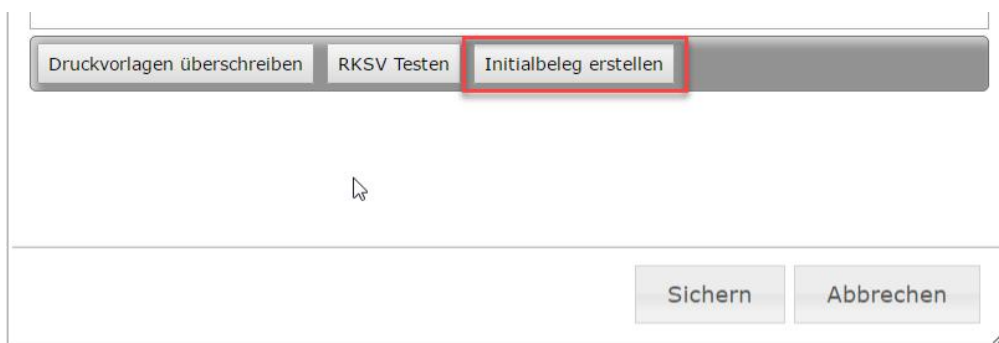 Druckvorlagen überschreiben RKSV Testen Initialbeleg erstellen
Sichern Abbrechen